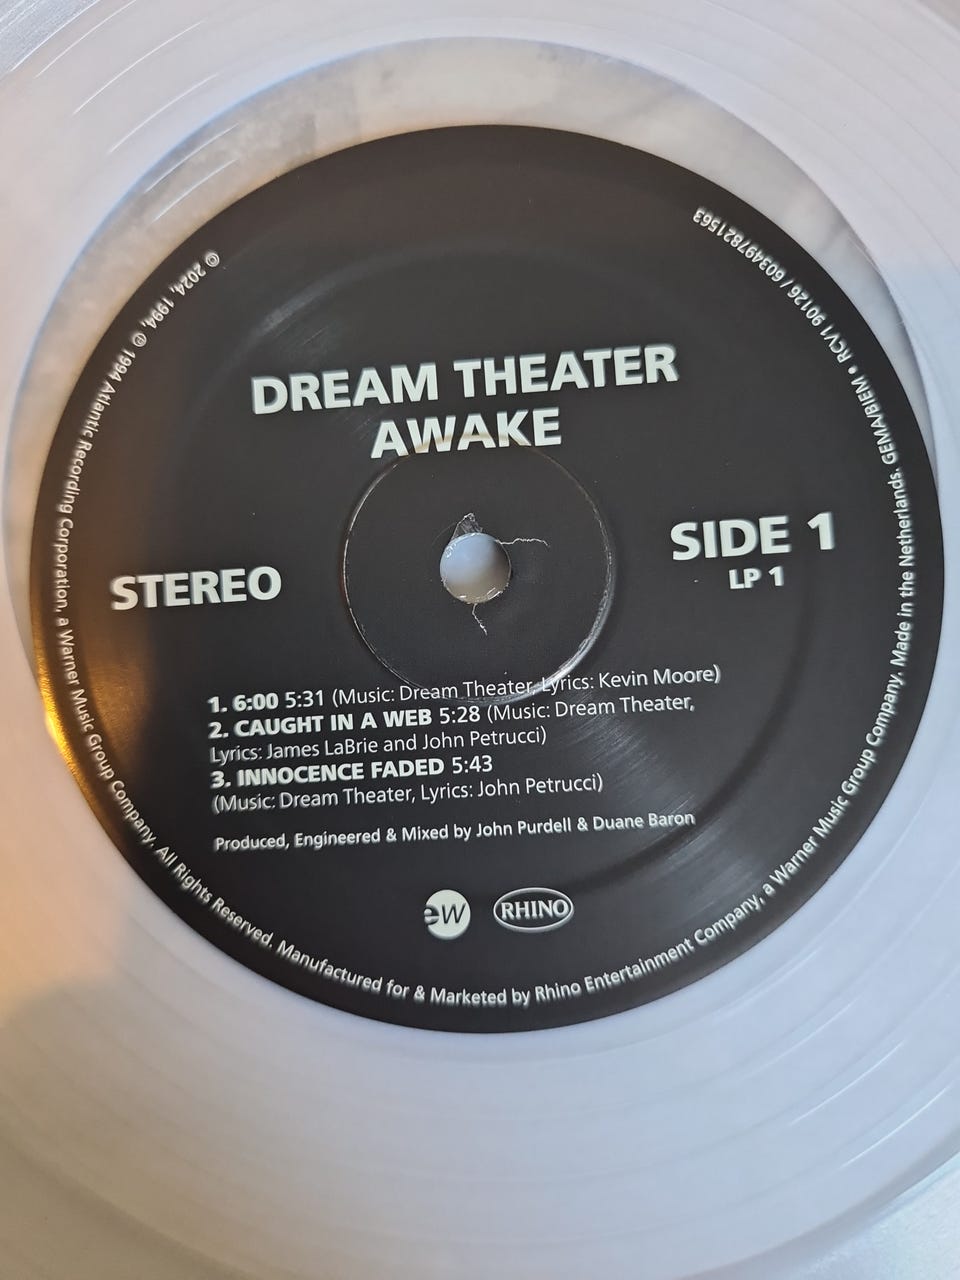 DREAM THEATER
AWAKE
STEREO
SIDE 1
LP 1
1. 6:00 5:31 (Music: Dream Theater, Lyrics: Kevin Moore)
2. CAUGHT IN A WEB 5:28 (Music: Dream Theater,
Lyrics: James LaBrie and John Petrucci)
3. INNOCENCE FADED 5:43
(Music: Dream Theater, Lyrics: John Petrucci)
Produced, Engineered & Mixed by John Purdell & Duane Baron
ew
RHINO
℗ 2024, 1994, © 1994 Atlantic Recording Corporation, a Warner Music Group Company. All Rights Reserved. Manufactured for & Marketed by Rhino Entertainment Company, a Warner Music Group Company. Made in the Netherlands. GEMA/BIEM • RCV1 90126 / 603497821563